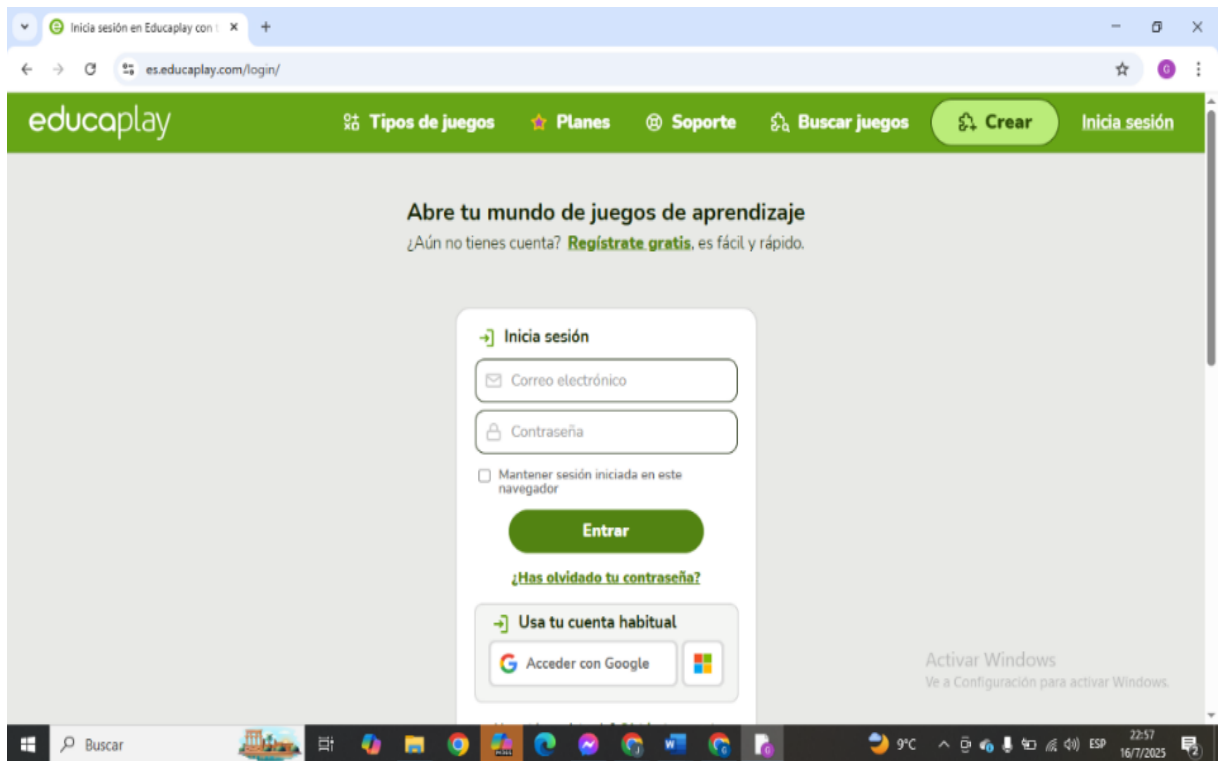 Inicia sesión en Educaplay con t
es.educaplay.com/login/
G
educaplay
Tipos de juegos
Planes
Soporte
Buscar juegos
Crear
Inicia sesión
Abre tu mundo de juegos de aprendizaje
¿Aún no tienes cuenta? Regístrate gratis, es fácil y rápido.
Inicia sesión
Correo electrónico
Contraseña
Mantener sesión iniciada en este
navegador
Entrar
¿Has olvidado tu contraseña?
Usa tu cuenta habitual
Acceder con Google
Activar Windows
Ve a Configuración para activar Windows.
Buscar
9°C
ESP
22:57
16/7/2025